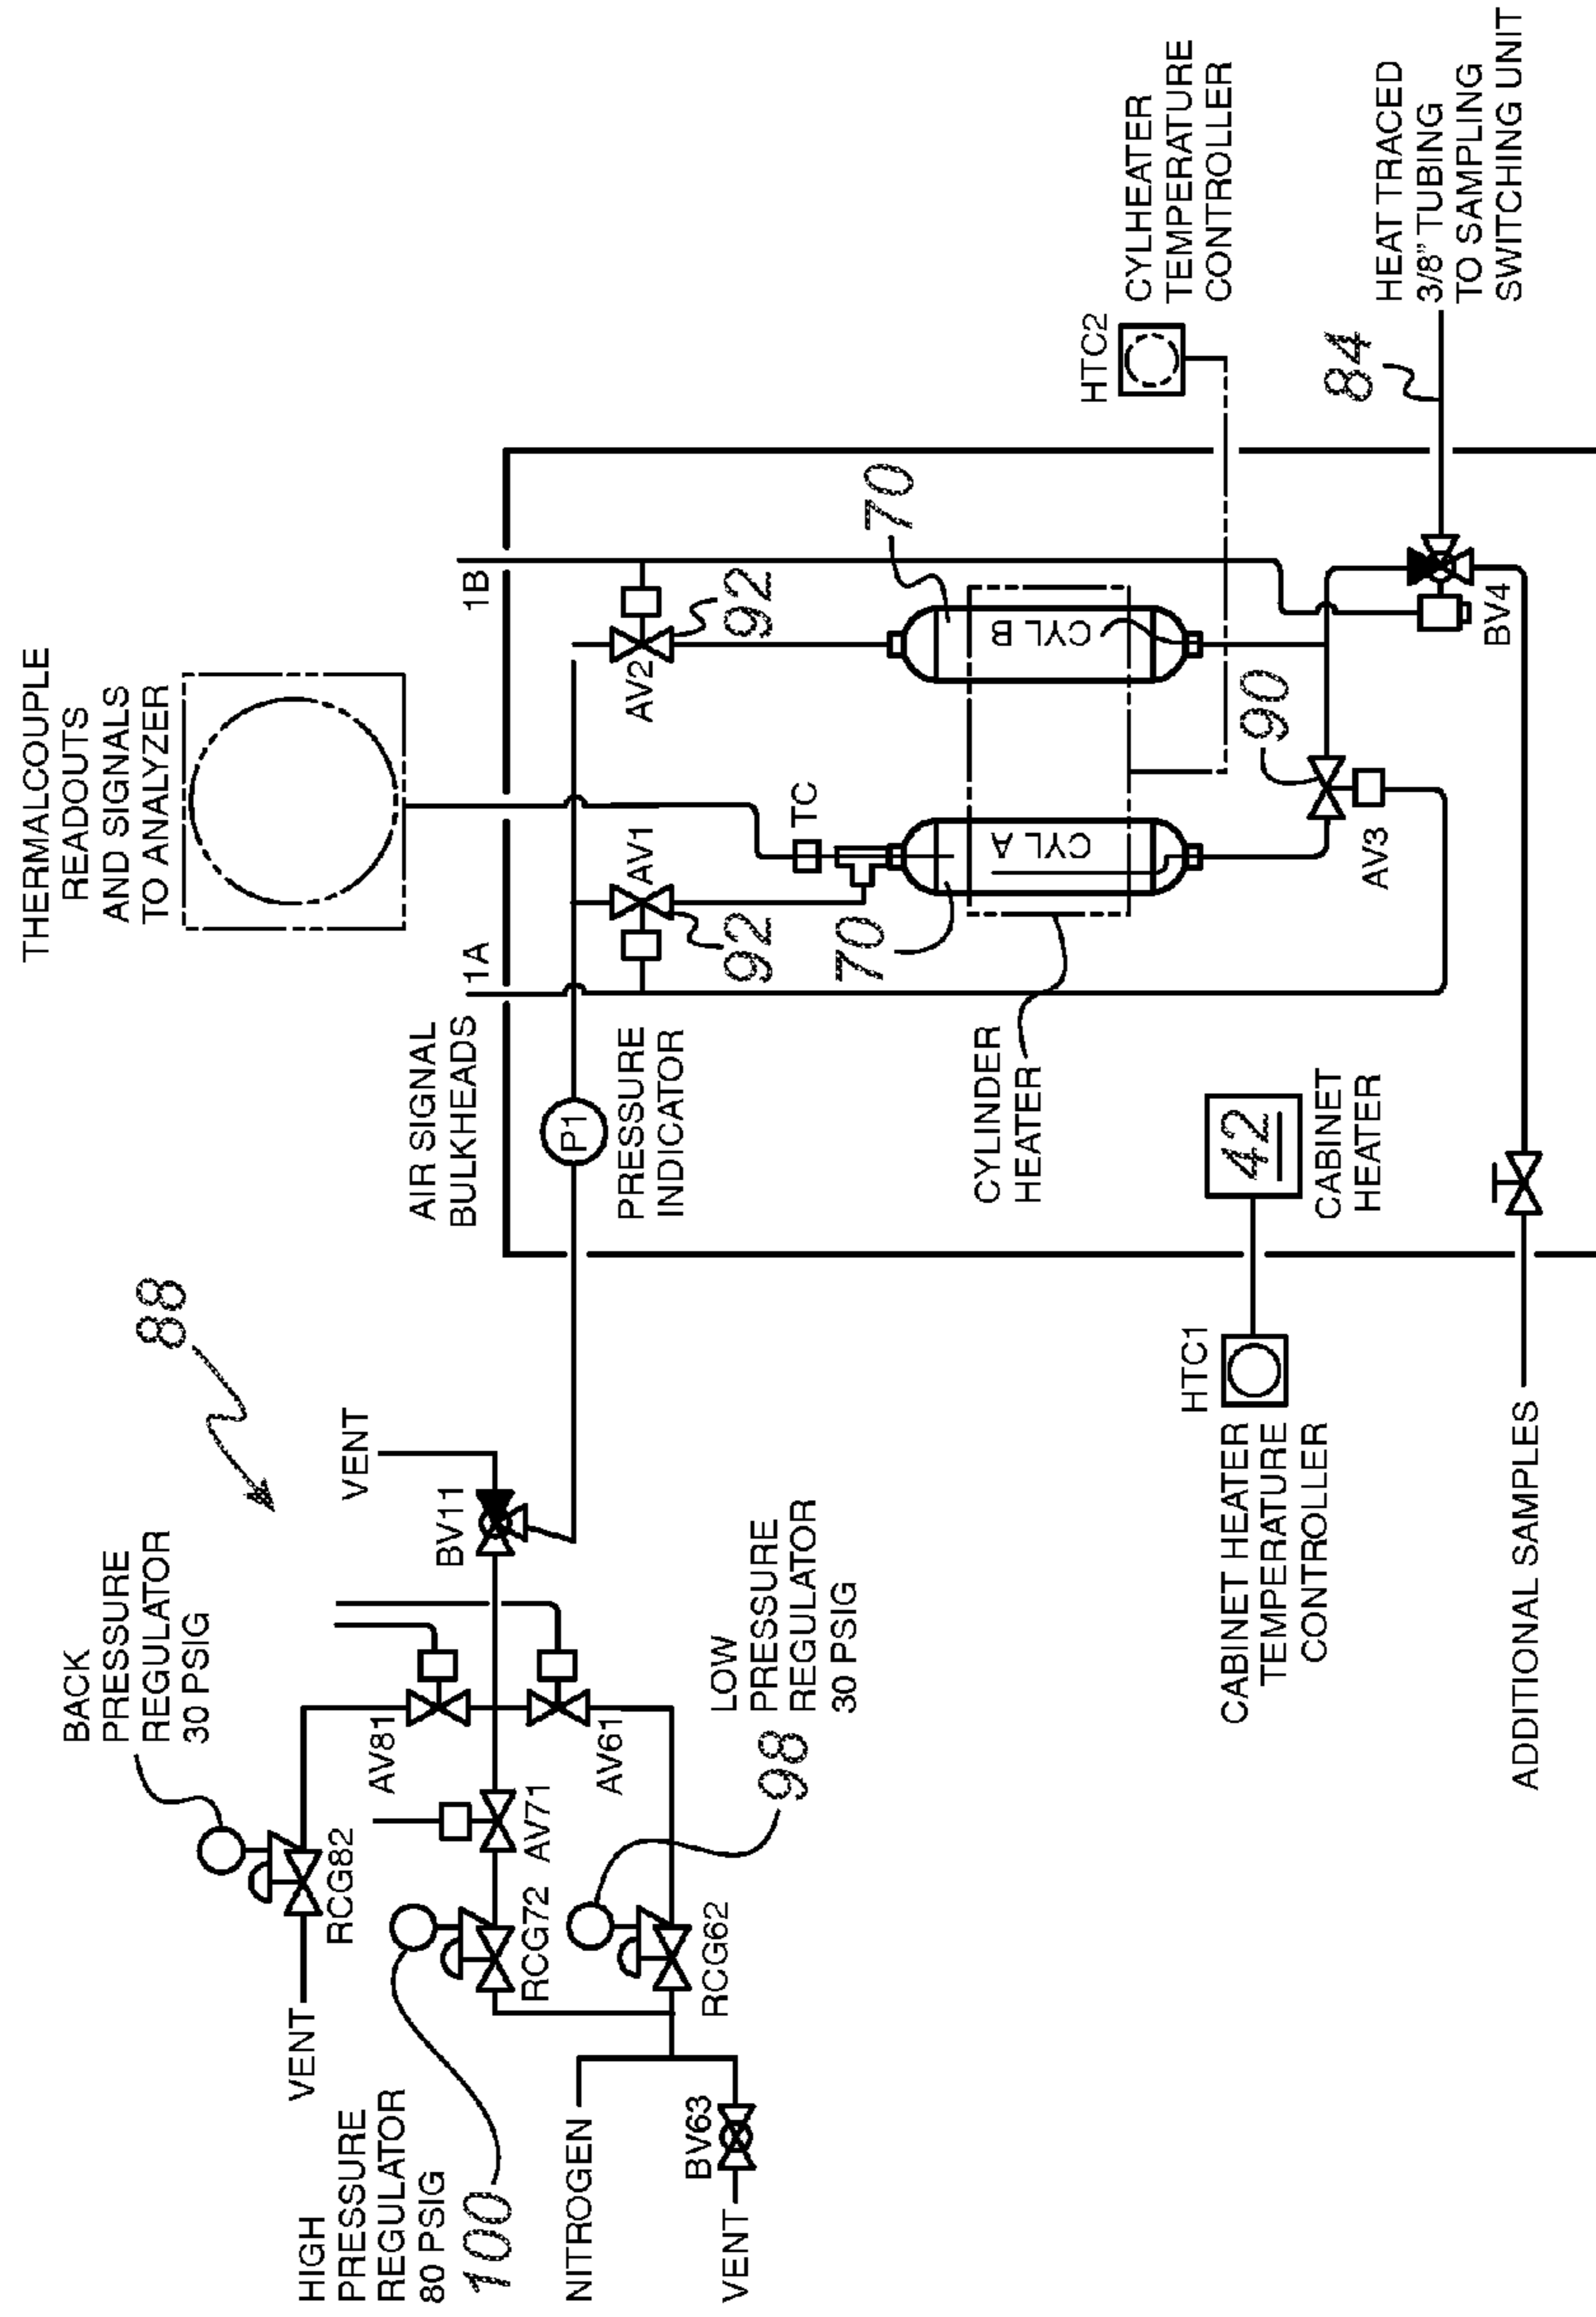 THERMALCOUPLE
READOUTS
AND SIGNALS
TO ANALYZER
88
BACK
PRESSURE
REGULATOR
30 PSIG
VENT
VENT
RCG82
AV81
BV11
HIGH
PRESSURE
REGULATOR
80 PSIG
100
RCG72
AV71
AV61
NITROGEN
RCG62
98
LOW
PRESSURE
REGULATOR
30 PSIG
BV63
VENT
AIR SIGNAL
BULKHEADS
1A
1B
P1
PRESSURE
INDICATOR
AV1
92
TC
AV2
92
70
70
CYL A
CYL B
CYLINDER
HEATER
HTC2
CYLHEATER
TEMPERATURE
CONTROLLER
HTC1
CABINET HEATER
TEMPERATURE
CONTROLLER
42
CABINET
HEATER
90
AV3
84
HEAT TRACED
3/8" TUBING
TO SAMPLING
SWITCHING UNIT
BV4
ADDITIONAL SAMPLES